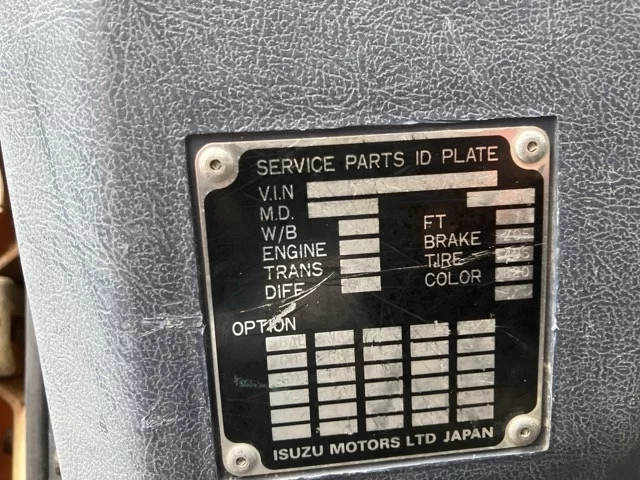 SERVICE PARTS ID PLATE
V.I.N
M.D.
W/B FT
ENGINE BRAKE
TRANS TIRE
DIFF COLOR
OPTION
ISUZU MOTORS LTD JAPAN